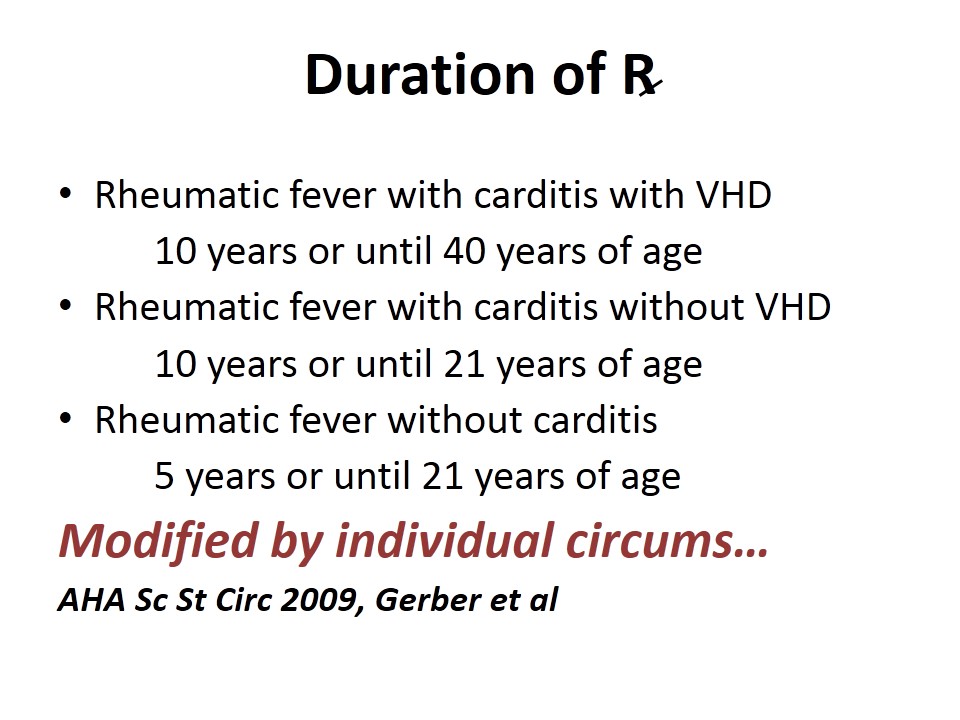 Duration of R
• Rheumatic fever with carditis with VHD
10 years or until 40 years of age
• Rheumatic fever with carditis without VHD
10 years or until 21 years of age
• Rheumatic fever without carditis
5 years or until 21 years of age
Modified by individual circums...
AHA Sc St Circ 2009, Gerber et al